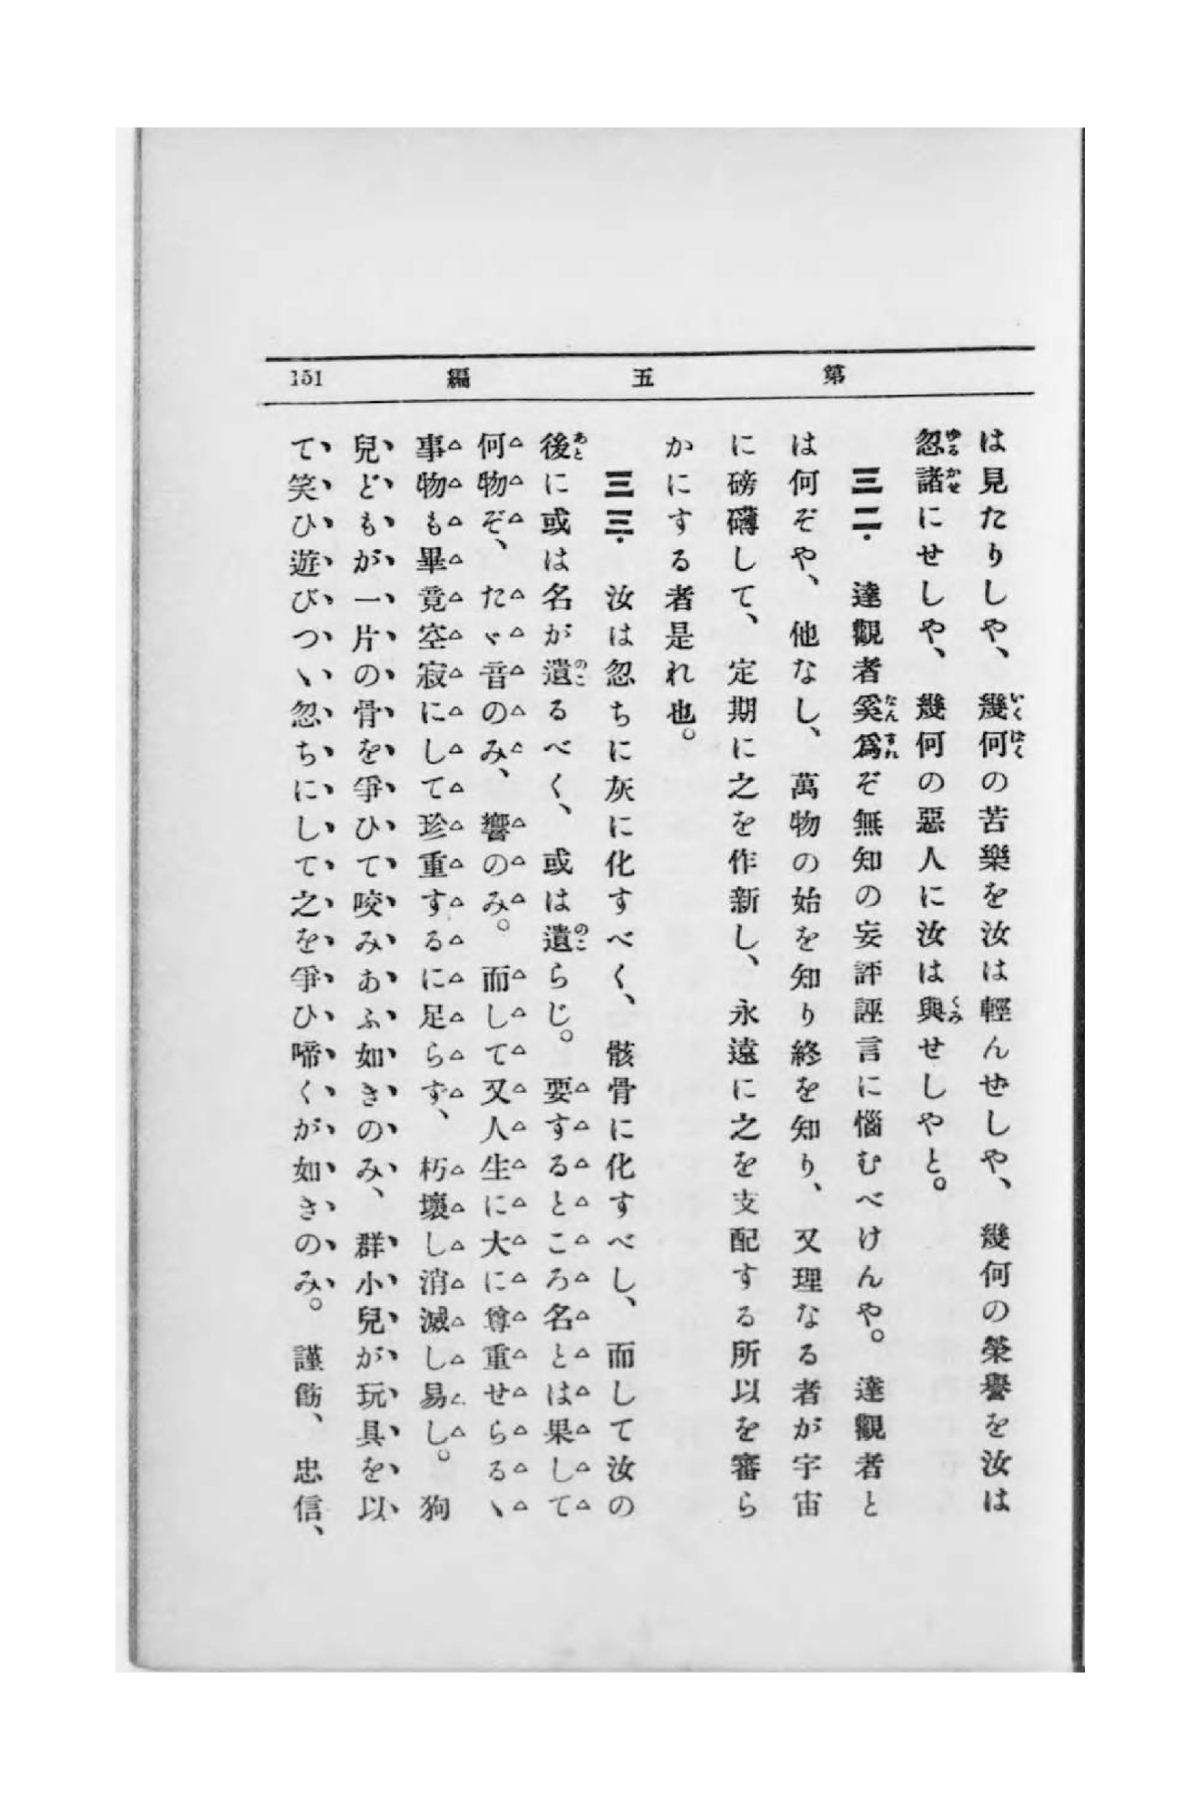 第五編
151
は見たりしや、幾何の苦樂を汝は輕んせしや、幾何の榮譽を汝は
忽諸にせしや、幾何の惡人に汝は與せしやと。
三二・達觀者奚爲ぞ無知の妄評誣言に惱むべけんや。達觀者と
は何ぞや、他なし、萬物の始を知り終を知り、又理なる者が宇宙
に磅礴して、定期に之を作新し、永遠に之を支配する所以を審ら
かにする者是れ也。
三三・汝は忽ちに灰に化すべく、骸骨に化すべし、而して汝の
後に或は名が遺るべく、或は遺らじ。要するところ名とは果して
何物ぞ、たゞ音のみ、響のみ。而して又人生に大に尊重せらるゝ
事物も畢竟空寂にして珍重するに足らず、朽壞し消滅し易し。狗
兒どもが一片の骨を爭ひて咬みあふ如きのみ、群小兒が玩具を以
て笑ひ遊びつゝ忽ちにして之を爭ひ啼くが如きのみ。謹飭、忠信、